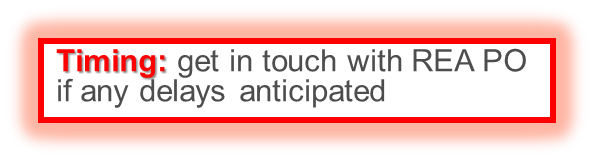 Timing: get in touch with REA PO
if any delays anticipated